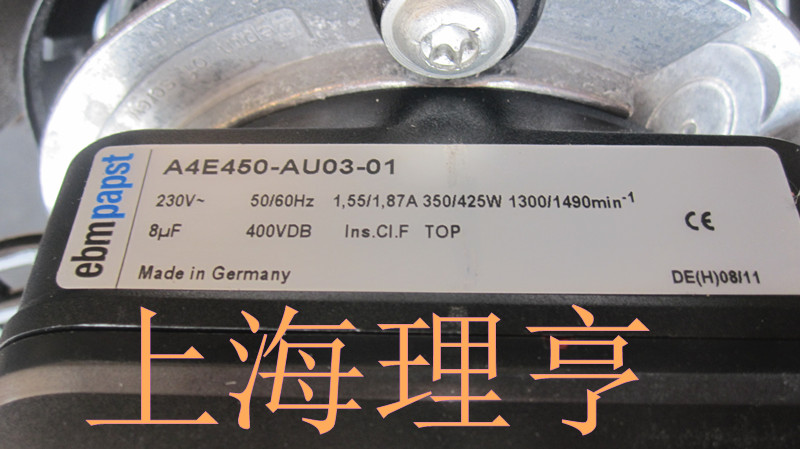 ebmpapst
A4E450-AU03-01
230V~ 50/60Hz 1,55/1,87A 350/425W 1300/1490min-1
8µF 400VDB Ins.Cl.F TOP
CE
Made in Germany DE(H)08/11
上海理亨